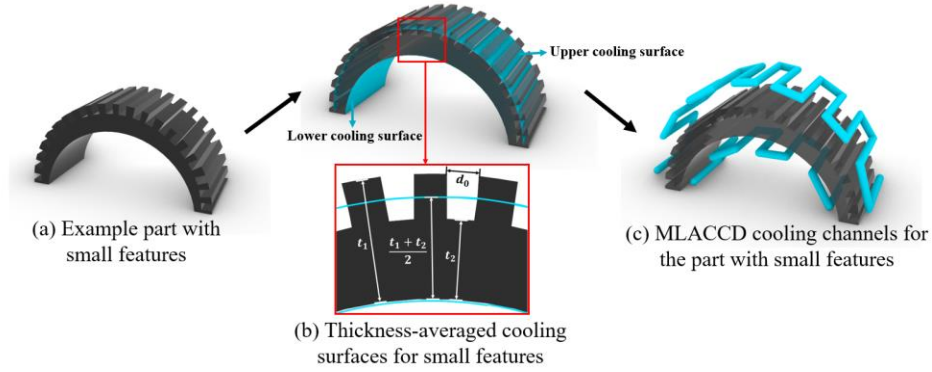 Upper cooling surface
Lower cooling surface
d₀
t₁
t₁ + t₂
2
t₂
(a) Example part with
small features
(b) Thickness-averaged cooling
surfaces for small features
(c) MLACCD cooling channels for
the part with small features